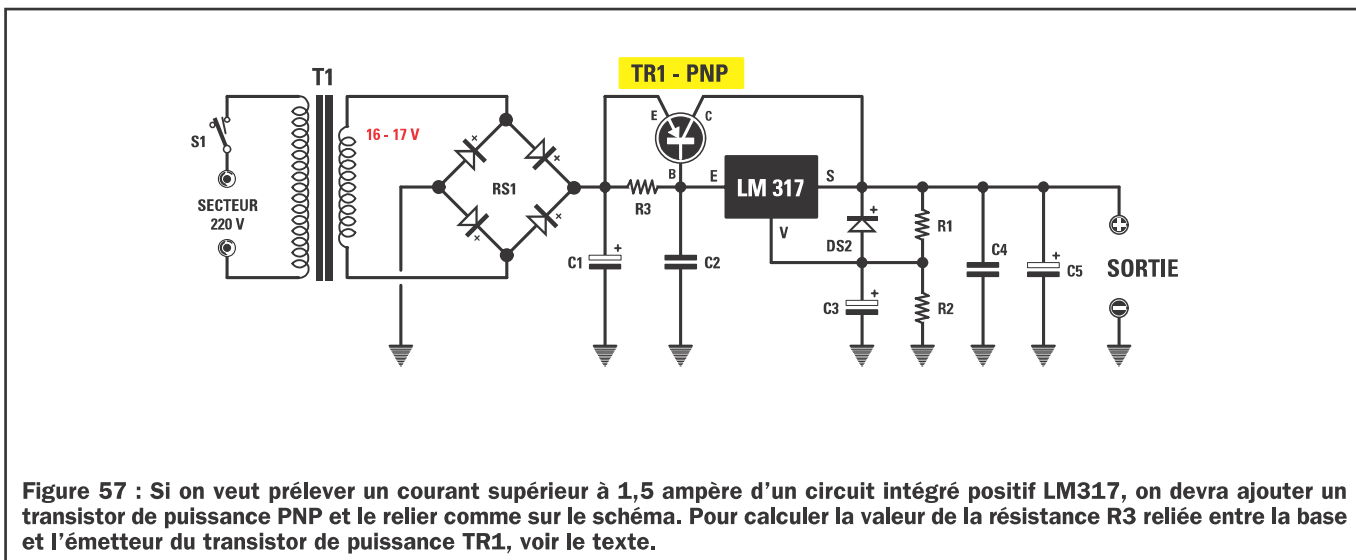 TR1 - PNP
T1
16 - 17 V
E
C
S1
B
E
LM 317
S
RS1
R3
SECTEUR
220 V
V
R1
DS2
C4
C1
+
C2
+
+
C5
SORTIE
C3
+
R2
Figure 57 : Si on veut prélever un courant supérieur à 1,5 ampère d'un circuit intégré positif LM317, on devra ajouter un
transistor de puissance PNP et le relier comme sur le schéma. Pour calculer la valeur de la résistance R3 reliée entre la base
et l'émetteur du transistor de puissance TR1, voir le texte.